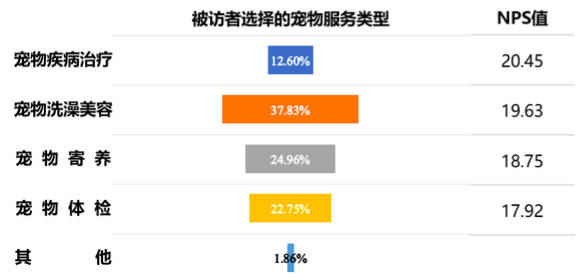 被访者选择的宠物服务类型 NPS值
宠物疾病治疗 12.60% 20.45
宠物洗澡美容 37.83% 19.63
宠物寄养 24.96% 18.75
宠物体检 22.75% 17.92
其他 1.86%